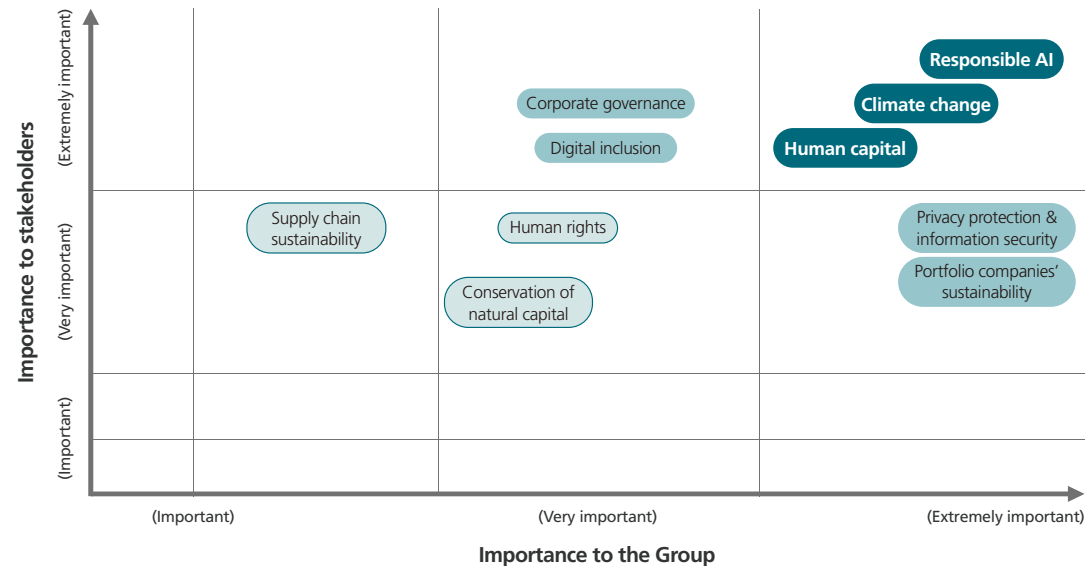 Importance to stakeholders
(Extremely important)
(Very important)
(Important)
Responsible AI
Corporate governance
Climate change
Digital inclusion
Human capital
Supply chain
sustainability
Human rights
Privacy protection &
information security
Conservation of
natural capital
Portfolio companies’
sustainability
(Important)
(Very important)
(Extremely important)
Importance to the Group